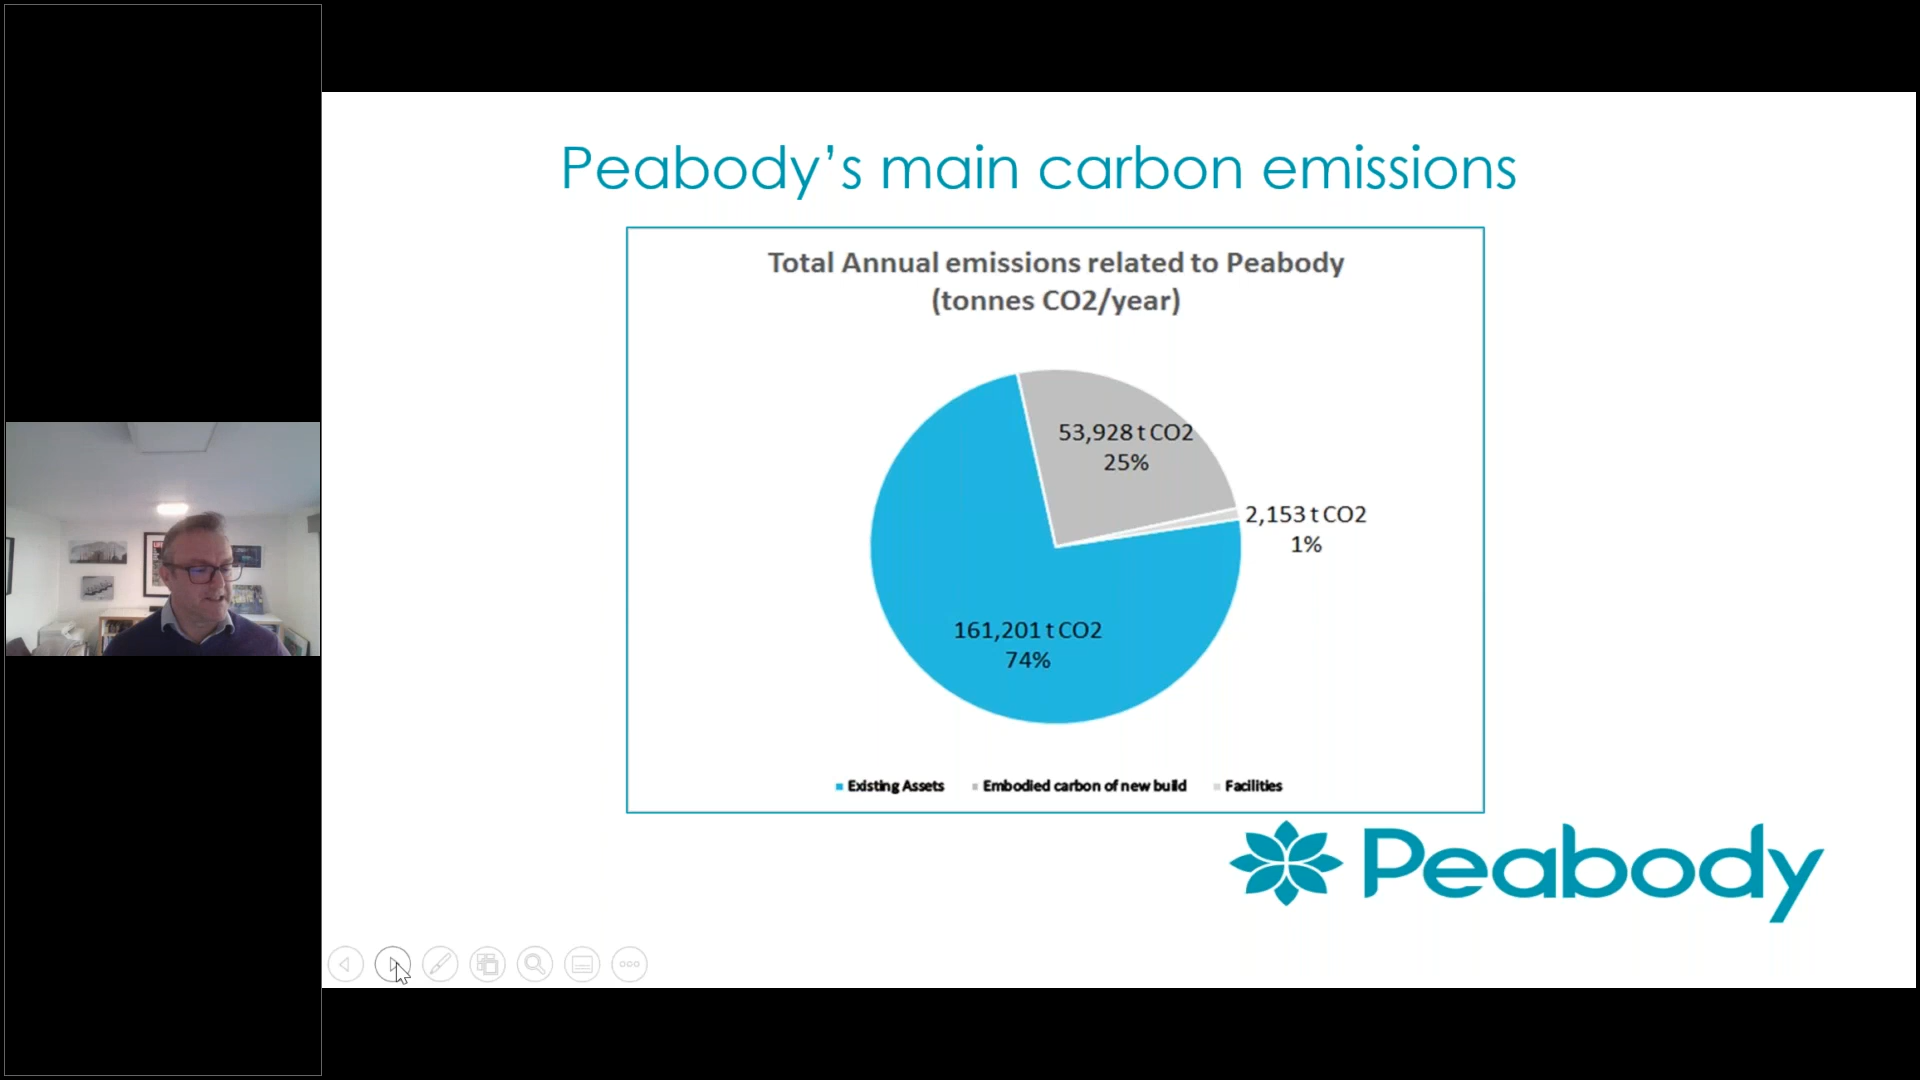 Peabody’s main carbon emissions
Total Annual emissions related to Peabody
(tonnes CO2/year)
53,928 t CO2
25%
2,153 t CO2
1%
161,201 t CO2
74%
Existing Assets
Embodied carbon of new build
Facilities
Peabody